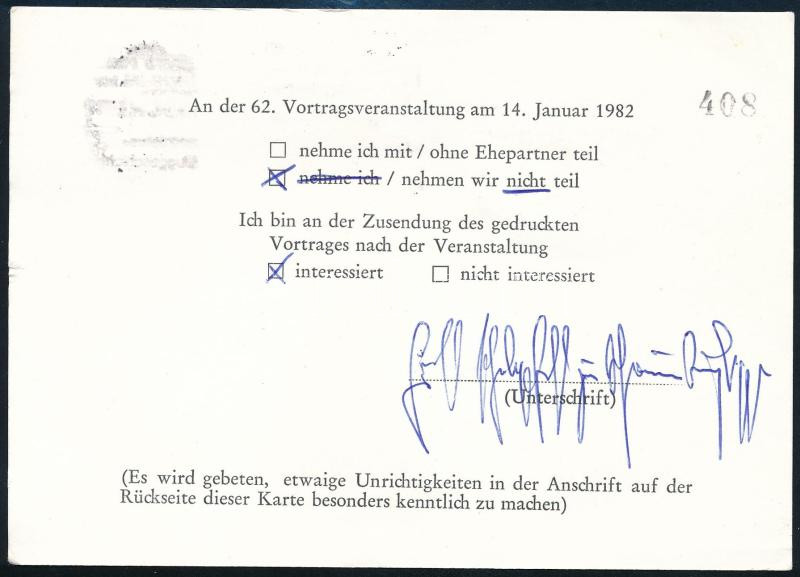 An der 62. Vortragsveranstaltung am 14. Januar 1982
408
nehme ich mit / ohne Ehepartner teil
nehme ich / nehmen wir nicht teil
Ich bin an der Zusendung des gedruckten
Vortrages nach der Veranstaltung
interessiert nicht interessiert
(Unterschrift)
(Es wird gebeten, etwaige Unrichtigkeiten in der Anschrift auf der
Rückseite dieser Karte besonders kenntlich zu machen)